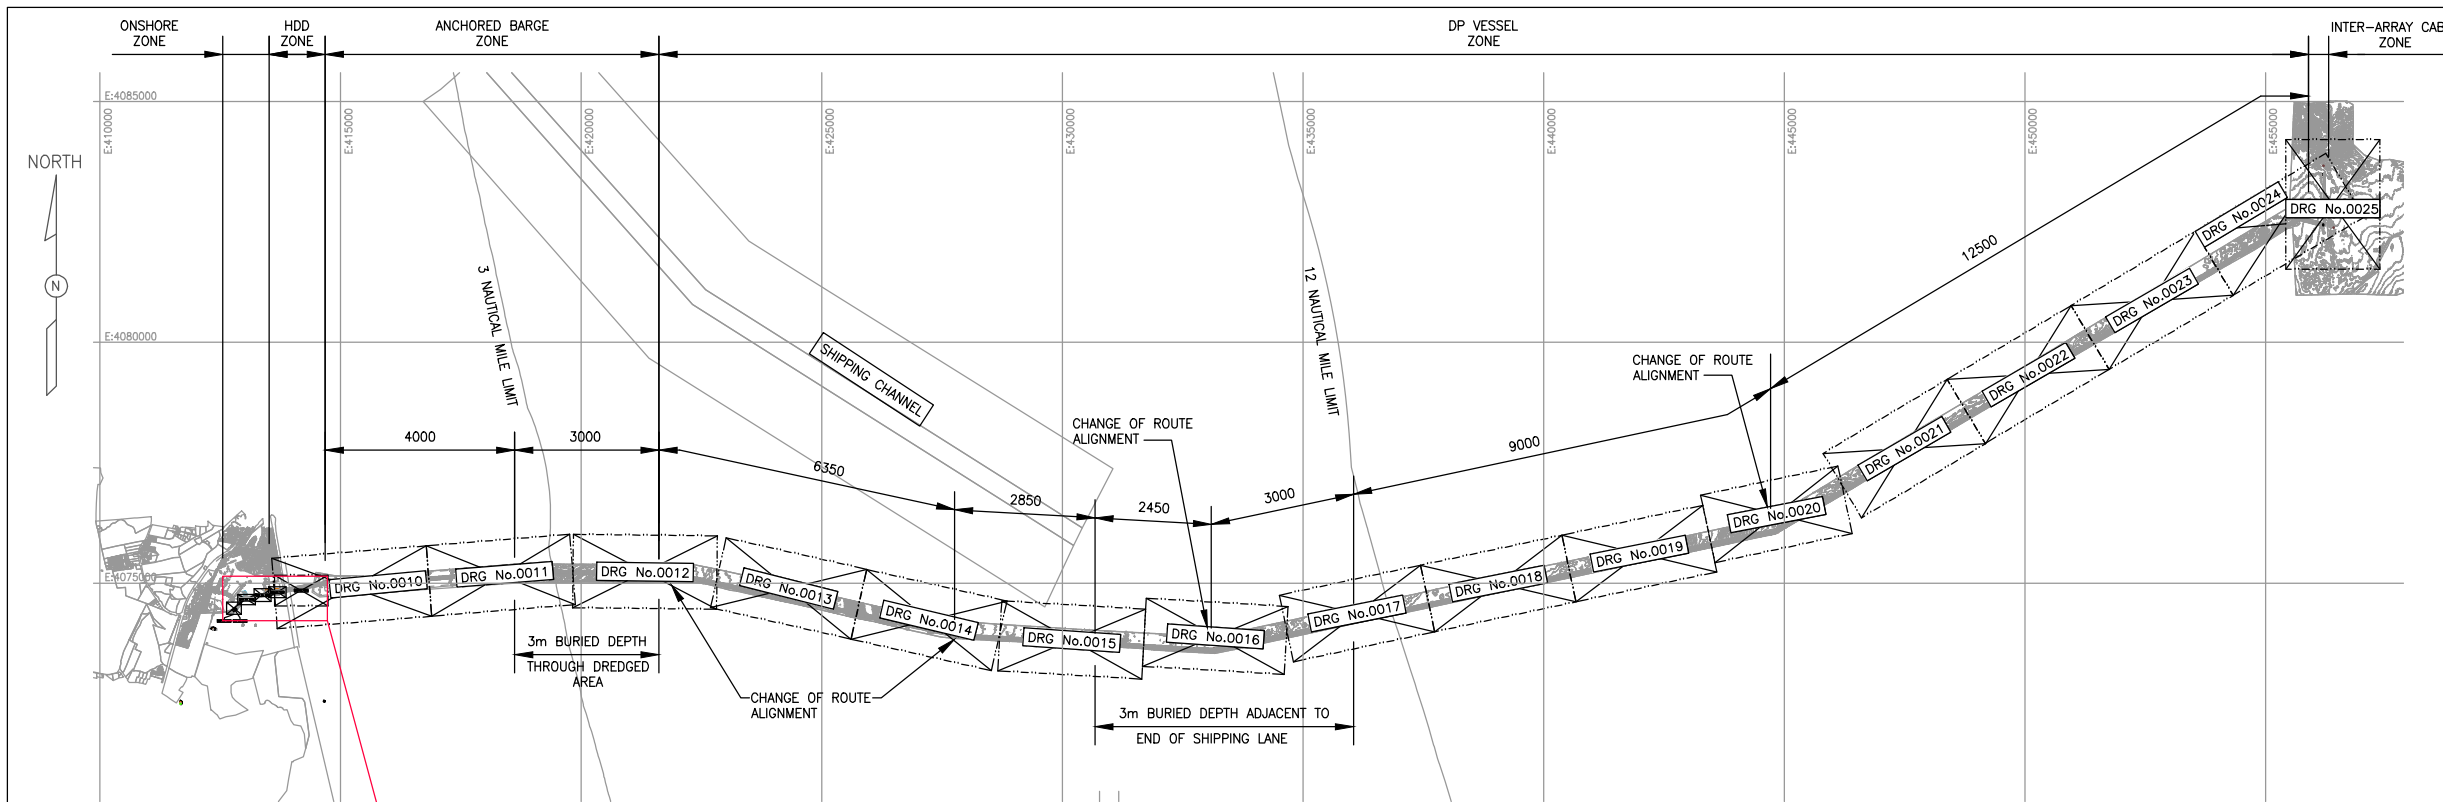 ONSHORE
ZONE
HDD
ZONE
ANCHORED BARGE
ZONE
DP VESSEL
ZONE
INTER-ARRAY CAB
ZONE
E:4085000
E:410000
E:415000
E:420000
E:425000
E:430000
E:435000
E:440000
E:445000
E:450000
E:455000
NORTH
N
3 NAUTICAL MILE LIMIT
12 NAUTICAL MILE LIMIT
SHIPPING CHANNEL
E:4080000
E:4075000
12500
9000
CHANGE OF ROUTE
ALIGNMENT
CHANGE OF ROUTE
ALIGNMENT
4000
3000
6350
2850
2450
3000
DRG No.0010
DRG No.0011
DRG No.0012
DRG No.0013
DRG No.0014
DRG No.0015
DRG No.0016
DRG No.0017
DRG No.0018
DRG No.0019
DRG No.0020
DRG No.0021
DRG No.0022
DRG No.0023
DRG No.0024
DRG No.0025
3m BURIED DEPTH
THROUGH DREDGED
AREA
CHANGE OF ROUTE
ALIGNMENT
3m BURIED DEPTH ADJACENT TO
END OF SHIPPING LANE